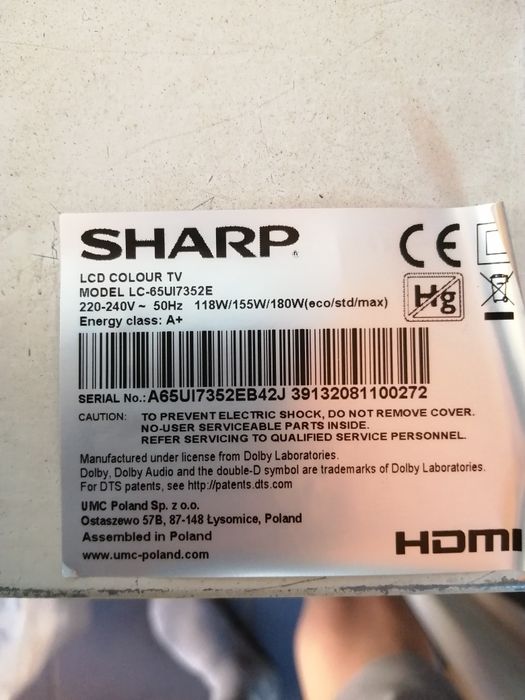 SHARP
LCD COLOUR TV
MODEL LC-65UI7352E
220-240V ~ 50Hz 118W/155W/180W(eco/std/max)
Energy class: A+
CE
Hg
SERIAL No.: A65UI7352EB42J 39132081100272
CAUTION: TO PREVENT ELECTRIC SHOCK, DO NOT REMOVE COVER.
NO-USER SERVICEABLE PARTS INSIDE.
REFER SERVICING TO QUALIFIED SERVICE PERSONNEL.
Manufactured under license from Dolby Laboratories.
Dolby, Dolby Audio and the double-D symbol are trademarks of Dolby Laboratories.
For DTS patents, see http://patents.dts.com
UMC Poland Sp. z o.o.
Ostaszewo 57B, 87-148 Łysomice, Poland
Assembled in Poland
www.umc-poland.com
HDMI